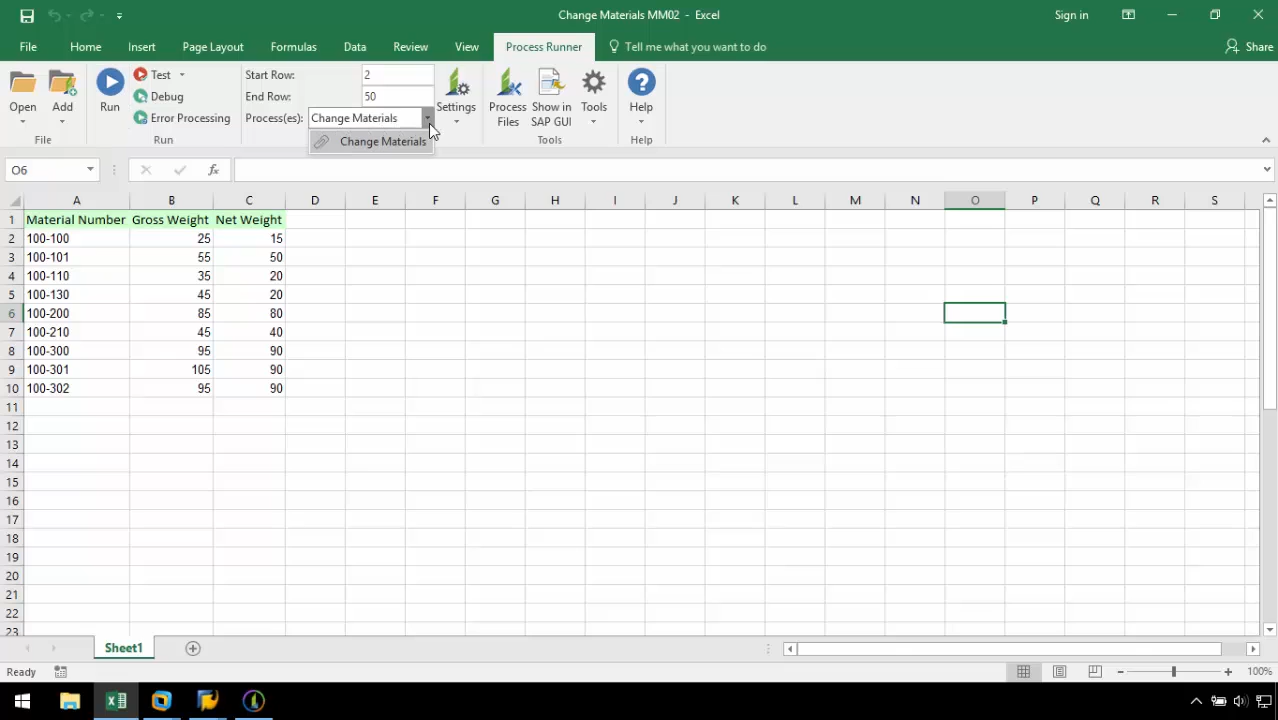 Change Materials MM02 - Excel
Sign in
File Home Insert Page Layout Formulas Data Review View Process Runner Tell me what you want to do Share
Open
Add
File
Run
Test
Debug
Error Processing
Run
Start Row: 2
End Row: 50
Process(es): Change Materials
Change Materials
Settings
Process Files
Show in SAP GUI
Tools
Tools
Help
Help
O6 fx
A B C D E F G H I J K L M N O P Q R S
1 Material Number Gross Weight Net Weight
2 100-100 25 15
3 100-101 55 50
4 100-110 35 20
5 100-130 45 20
6 100-200 85 80
7 100-210 45 40
8 100-300 95 90
9 100-301 105 90
10 100-302 95 90
11
12
13
14
15
16
17
18
19
20
21
22
23
Sheet1
Ready
100%